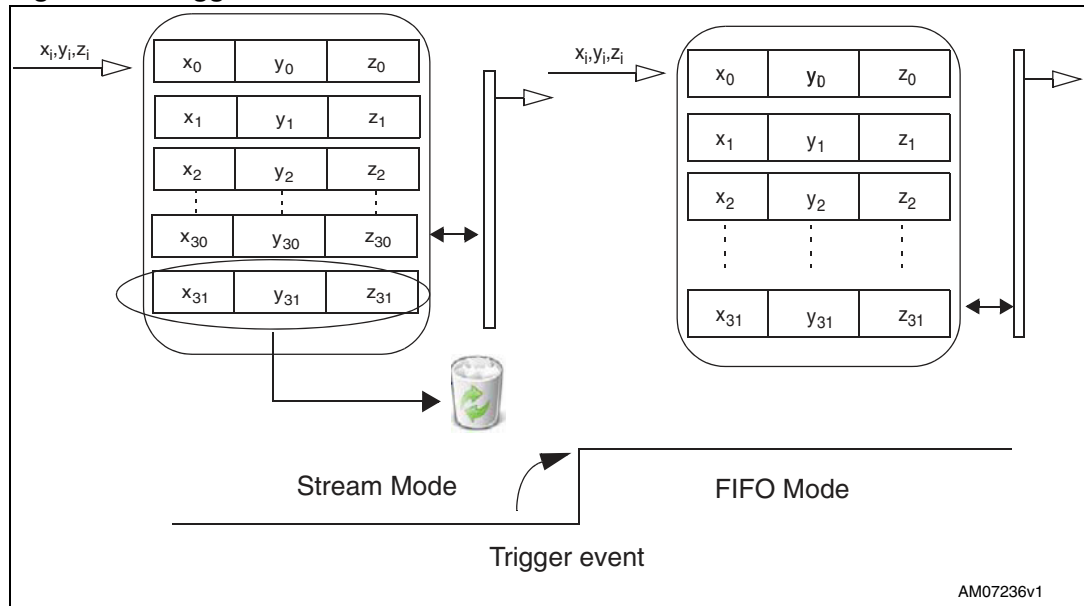 xᵢ,yᵢ,zᵢ
x₀ y₀ z₀
x₁ y₁ z₁
x₂ y₂ z₂
x₃₀ y₃₀ z₃₀
x₃₁ y₃₁ z₃₁
xᵢ,yᵢ,zᵢ
x₀ y₀ z₀
x₁ y₁ z₁
x₂ y₂ z₂
x₃₁ y₃₁ z₃₁
Stream Mode
FIFO Mode
Trigger event
AM07236v1